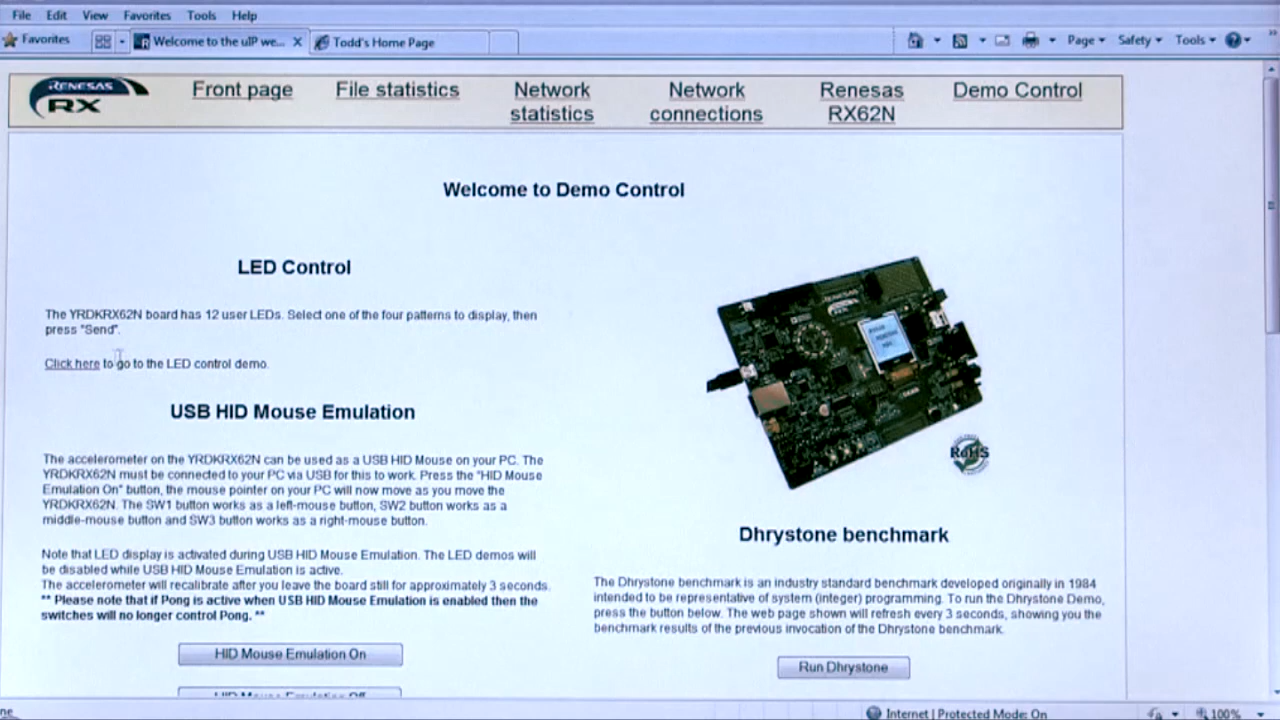 File Edit View Favorites Tools Help
Favorites
Welcome to the uIP we... X
Todd's Home Page
Page Safety Tools
RENESAS
RX
Front page
File statistics
Network
statistics
Network
connections
Renesas
RX62N
Demo Control
Welcome to Demo Control
LED Control
The YRDKRX62N board has 12 user LEDs. Select one of the four patterns to display, then
press "Send".
Click here to go to the LED control demo.
USB HID Mouse Emulation
The accelerometer on the YRDKRX62N can be used as a USB HID Mouse on your PC. The
YRDKRX62N must be connected to your PC via USB for this to work. Press the "HID Mouse
Emulation On" button, the mouse pointer on your PC will now move as you move the
YRDKRX62N. The SW1 button works as a left-mouse button, SW2 button works as a
middle-mouse button and SW3 button works as a right-mouse button.
Note that LED display is activated during USB HID Mouse Emulation. The LED demos will
be disabled while USB HID Mouse Emulation is active.
The accelerometer will recalibrate after you leave the board still for approximately 3 seconds.
** Please note that if Pong is active when USB HID Mouse Emulation is enabled then the
switches will no longer control Pong. **
HID Mouse Emulation On
HID Mouse Emulation Off
RoHS
Dhrystone benchmark
The Dhrystone benchmark is an industry standard benchmark developed originally in 1984
intended to be representative of system (integer) programming. To run the Dhrystone Demo,
press the button below. The web page shown will refresh every 3 seconds, showing you the
benchmark results of the previous invocation of the Dhrystone benchmark.
Run Dhrystone
Internet | Protected Mode: On
100%